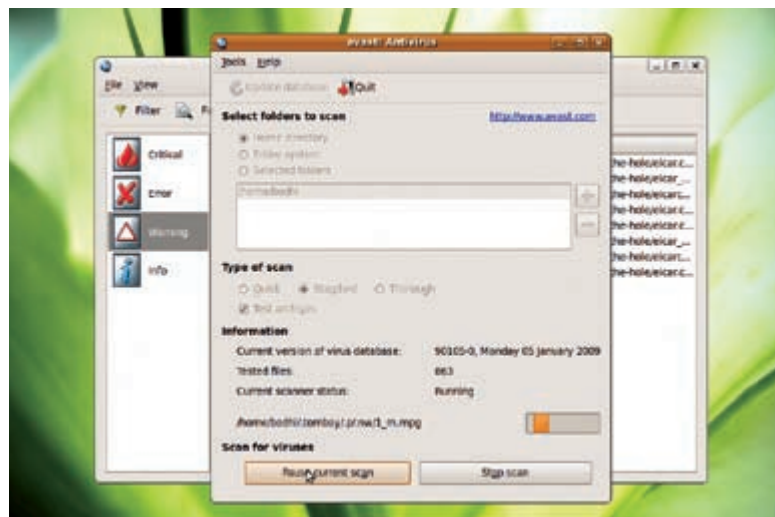 avast! Antivirus
Tools Help
Update database Quit
Select folders to scan http://www.avast.com
Home directory
Entire system
Selected folders
/home/bodhi
Type of scan
Quick Standard Thorough
Test archives
Information
Current version of virus database: 90105-0, Monday 05 January 2009
Tested files: 863
Current scanner status: Running
Scan for viruses
Pause current scan Stop scan
File View
Filter
Critical
Error
Warning
Info